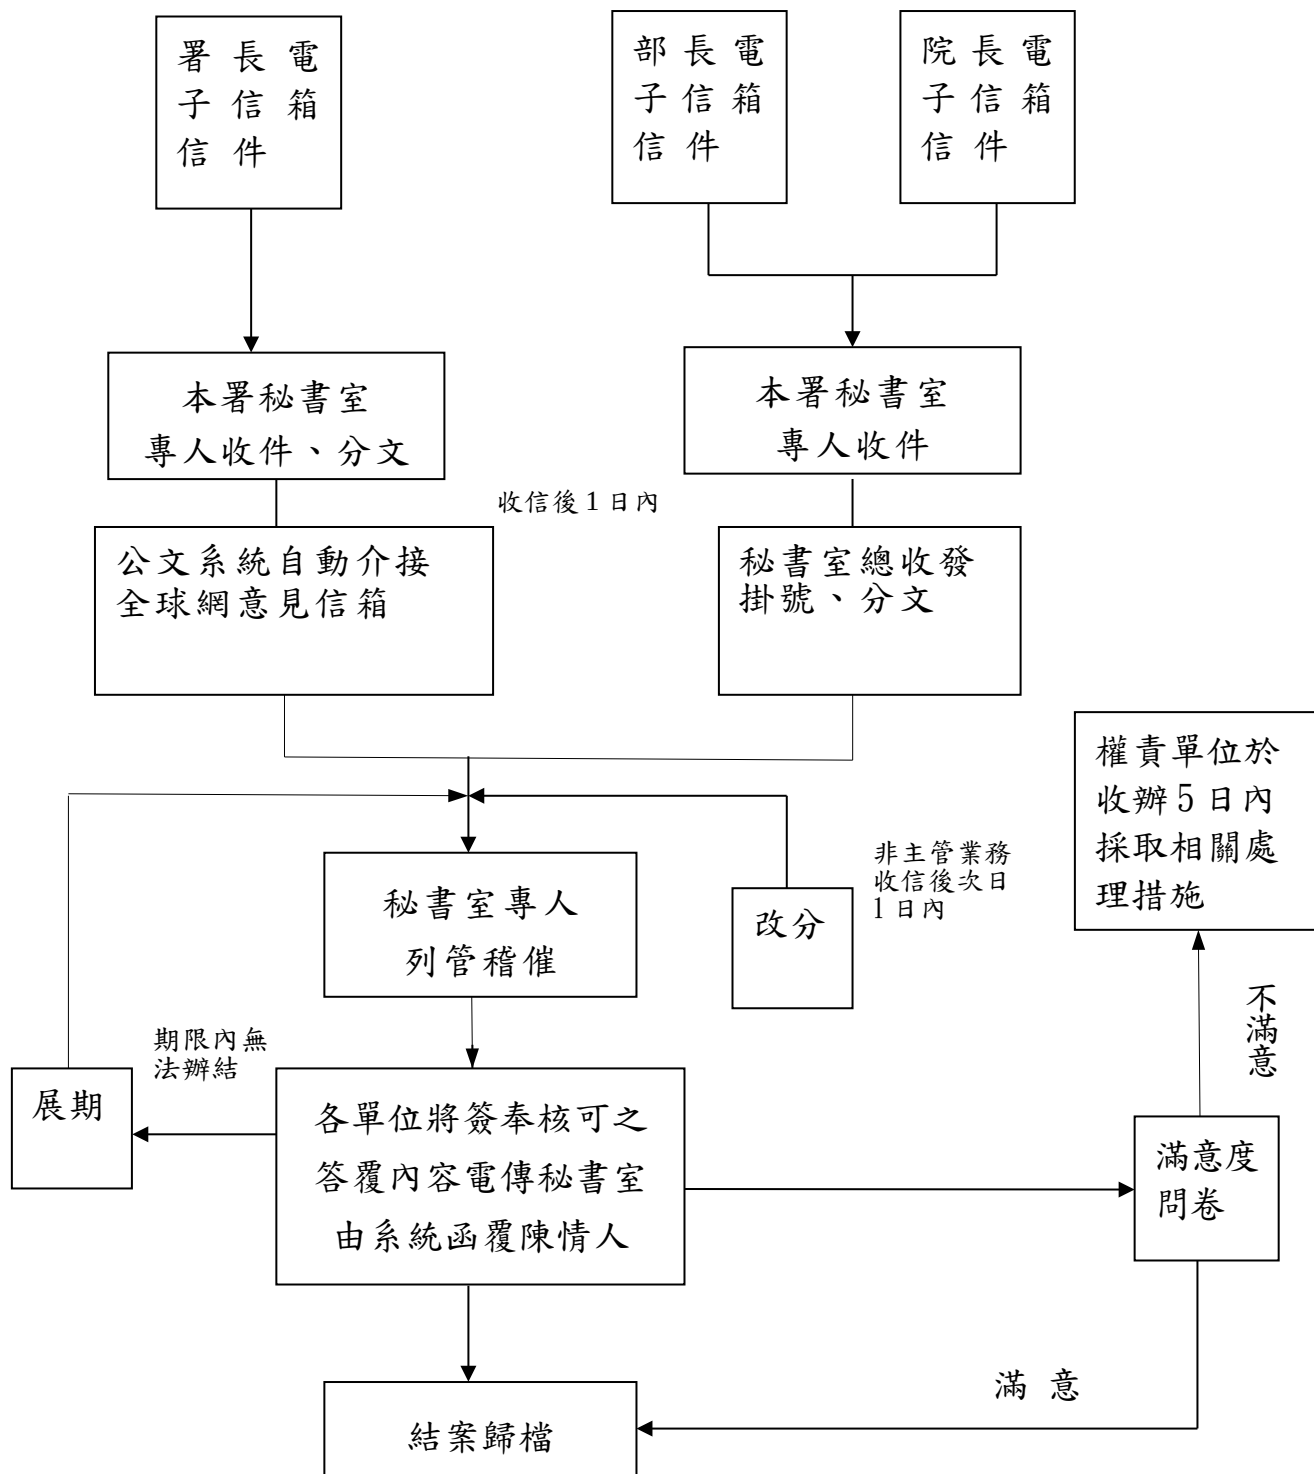 署長電
子信箱
信件
部長電
子信箱
信件
院長電
子信箱
信件
本署秘書室
專人收件、分文
本署秘書室
專人收件
收信後1日內
公文系統自動介接
全球網意見信箱
秘書室總收發
掛號、分文
權責單位於
收辦5日內
採取相關處
理措施
非主管業務
收信後次日
1日內
改分
秘書室專人
列管稽催
不滿意
期限內無
法辦結
展期
各單位將簽奉核可之
答覆內容電傳秘書室
由系統函覆陳情人
滿意度
問卷
滿意
結案歸檔